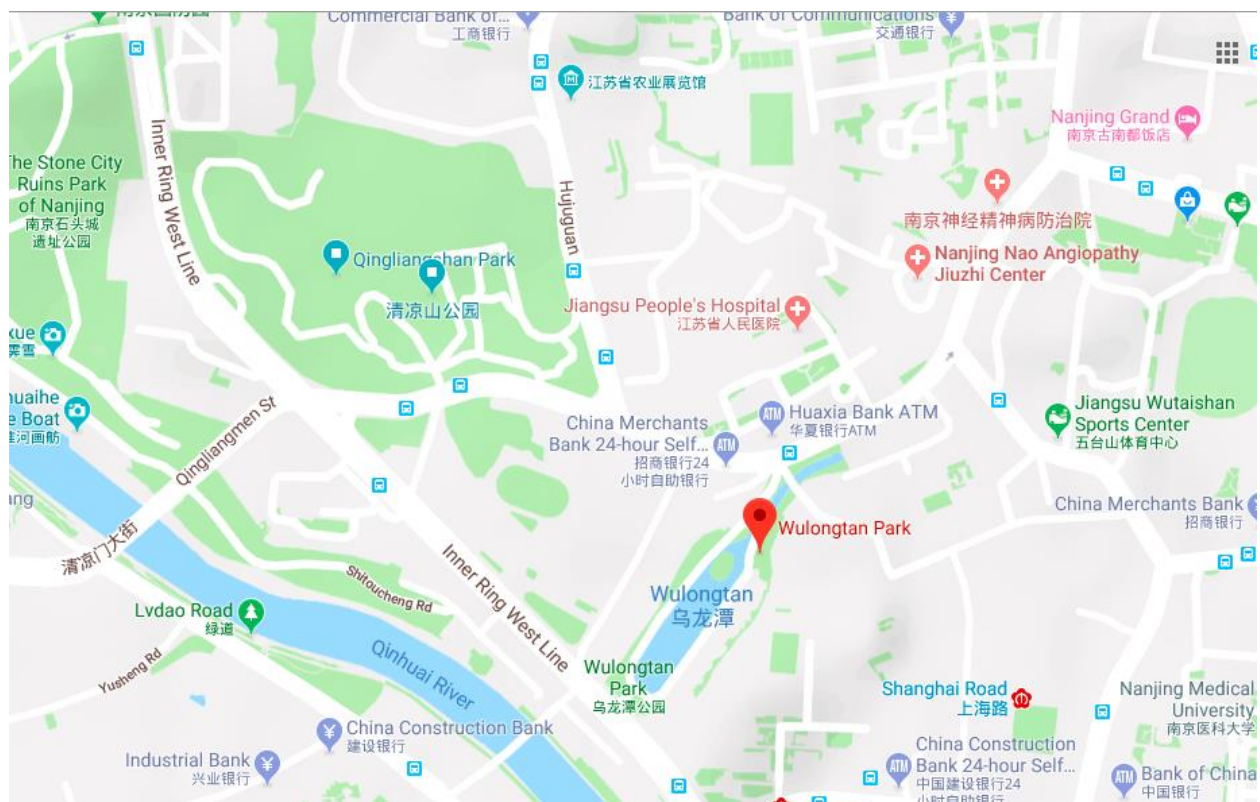 Commercial Bank of...
工商银行
Bank of Communications
交通银行
江苏省农业展览馆
Nanjing Grand
南京古南都饭店
The Stone City
Ruins Park
of Nanjing
南京石头城
遗址公园
Inner Ring West Line
Hujuguan
南京神经精神病防治院
Nanjing Nao Angiopathy
Jiuzhi Center
Qingliangshan Park
清凉山公园
Jiangsu People's Hospital
江苏省人民医院
China Merchants
Bank 24-hour Self...
招商银行24
小时自助银行
ATM
Huaxia Bank ATM
华夏银行ATM
ATM
Jiangsu Wutaishan
Sports Center
五台山体育中心
Boat
河画舫
Qingliangmen St
清凉门大街
China Merchants Bank
招商银行
Wulongtan Park
Wulongtan
乌龙潭
Inner Ring West Line
Shitoucheng Rd
Lvdao Road
绿道
Yusheng Rd
Qinhuai River
Wulongtan
Park
乌龙潭公园
Shanghai Road
上海路
Nanjing Medical
University
南京医科大学
China Construction Bank
建设银行
Industrial Bank
兴业银行
China Construction
Bank 24-hour Self...
中国建设银行24
ATM
Bank of China
中国银行
ATM